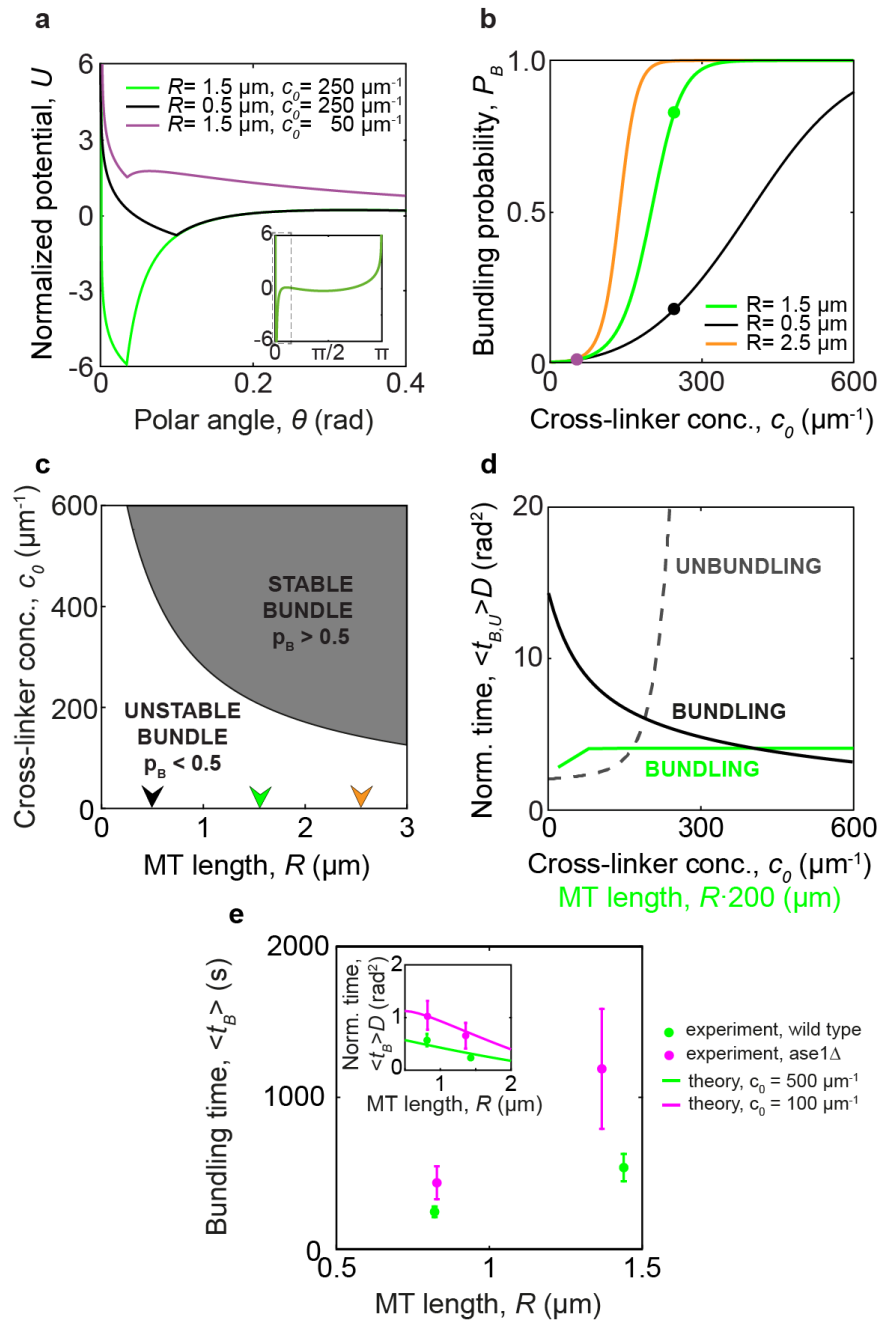 a
Normalized potential, U
6
3
0
-3
-6
R= 1.5 µm, c₀= 250 µm⁻¹
R= 0.5 µm, c₀= 250 µm⁻¹
R= 1.5 µm, c₀= 50 µm⁻¹
6
0
-6
0
π/2
π
0
0.2
0.4
Polar angle, θ (rad)
b
Bundling probability, P_B
1.0
0.5
0
R= 1.5 µm
R= 0.5 µm
R= 2.5 µm
0
300
600
Cross-linker conc., c₀ (µm⁻¹)
c
Cross-linker conc., c₀ (µm⁻¹)
600
400
200
0
STABLE
BUNDLE
p_B > 0.5
UNSTABLE
BUNDLE
p_B < 0.5
0
1
2
3
MT length, R (µm)
d
Norm. time, <t_B,U>D (rad²)
20
10
0
UNBUNDLING
BUNDLING
BUNDLING
0
300
600
Cross-linker conc., c₀ (µm⁻¹)
MT length, R·200 (µm)
e
Bundling time, <t_B> (s)
2000
1000
0
Norm. time,
<t_B>D (rad²)
2
1
0
1
2
MT length, R (µm)
experiment, wild type
experiment, ase1Δ
theory, c₀ = 500 µm⁻¹
theory, c₀ = 100 µm⁻¹
0.5
1
1.5
MT length, R (µm)